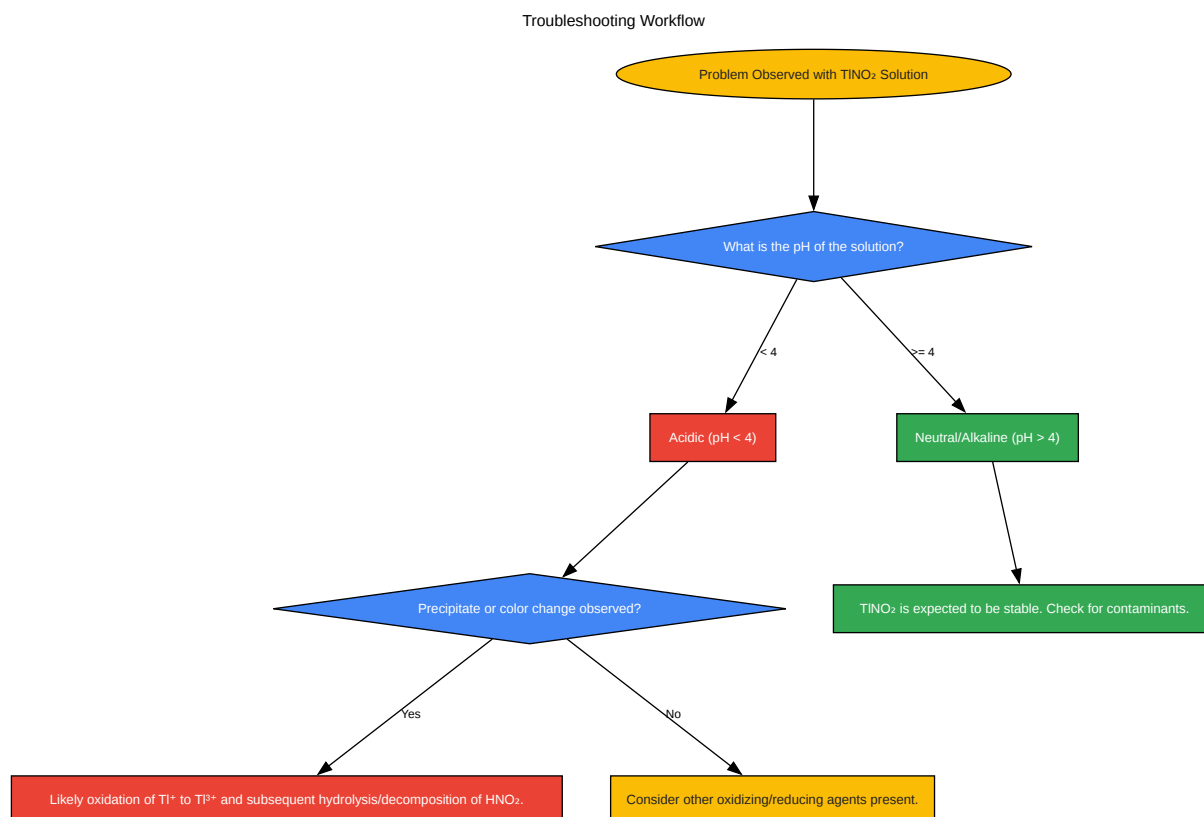 Troubleshooting Workflow
Problem Observed with TlNO₂ Solution
What is the pH of the solution?
< 4
>= 4
Acidic (pH < 4)
Neutral/Alkaline (pH > 4)
Precipitate or color change observed?
TlNO₂ is expected to be stable. Check for contaminants.
Yes
No
Likely oxidation of Tl⁺ to Tl³⁺ and subsequent hydrolysis/decomposition of HNO₂.
Consider other oxidizing/reducing agents present.